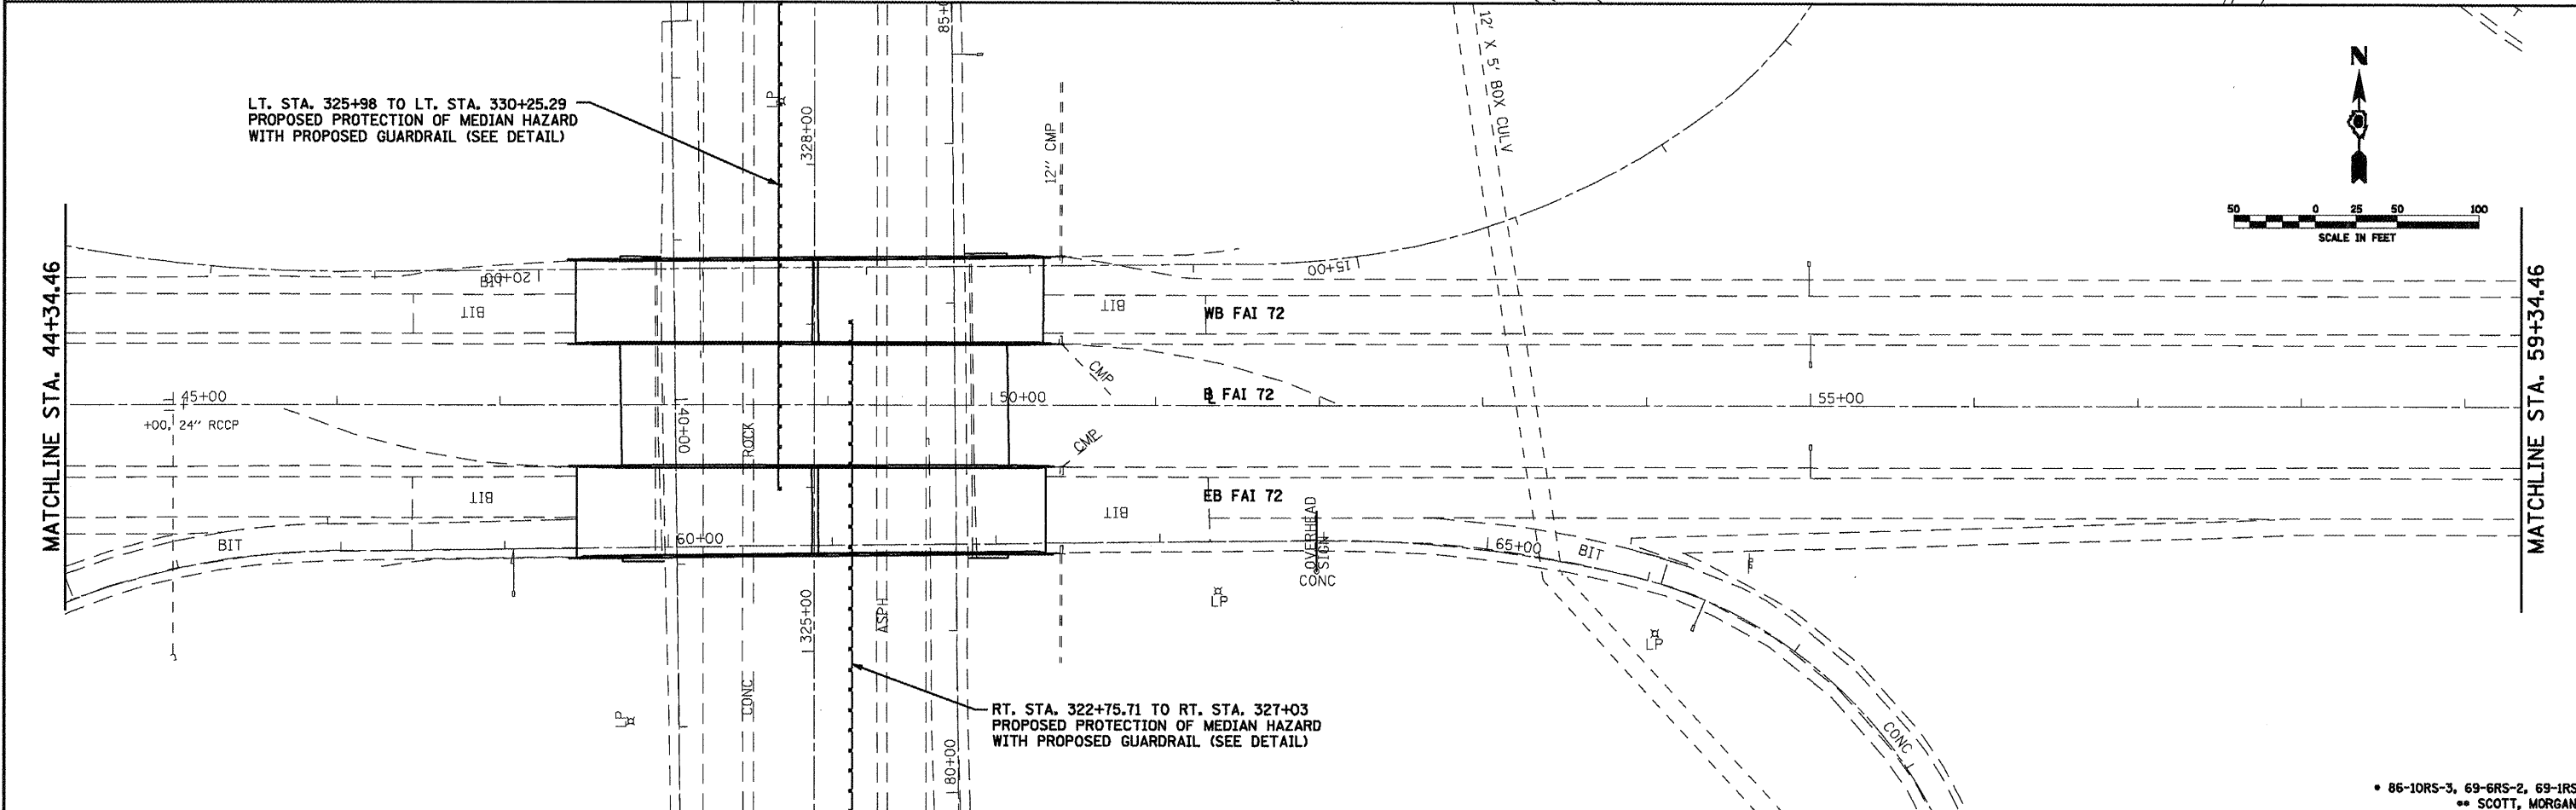 85+0
12' X 5' BOX CULV
N
LT. STA. 325+98 TO LT. STA. 330+25.29
PROPOSED PROTECTION OF MEDIAN HAZARD
WITH PROPOSED GUARDRAIL (SEE DETAIL)
LP
328+00
12" CMP
50 0 25 50 100
SCALE IN FEET
MATCHLINE STA. 44+34.46
20+00
BIT
BIT
15+00
BIT
WB FAI 72
MATCHLINE STA. 59+34.46
CMP
45+00
50+00
FAI 72
55+00
+00, 24" RCCP
40+00
ROCK
CMP
BIT
BIT
EB FAI 72
OVERHEAD
SIGN
CONC
BIT
60+00
65+00
BIT
LP
325+00
ASPH
LP
LP
CONC
RT. STA. 322+75.71 TO RT. STA. 327+03
PROPOSED PROTECTION OF MEDIAN HAZARD
WITH PROPOSED GUARDRAIL (SEE DETAIL)
80+00
CONC
* 86-10RS-3, 69-6RS-2, 69-1RS
** SCOTT, MORGAN